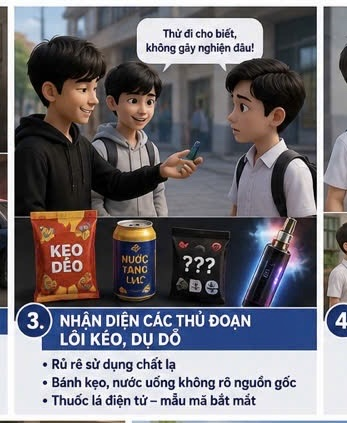 Thử đi cho biết,
không gây nghiện đâu!
KẸO
DẺO
NƯỚC
TĂNG
LỰC
???
3. NHẬN DIỆN CÁC THỦ ĐOẠN
LÔI KÉO, DỤ DỖ
• Rủ rê sử dụng chất lạ
• Bánh kẹo, nước uống không rõ nguồn gốc
• Thuốc lá điện tử – mẫu mã bắt mắt
4